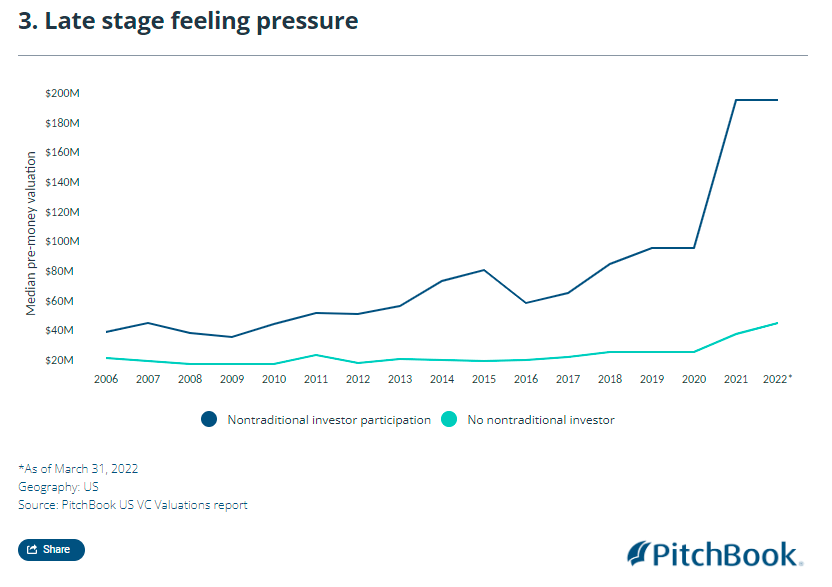 3. Late stage feeling pressure
Median pre-money valuation
$200M
$180M
$160M
$140M
$120M
$100M
$80M
$60M
$40M
$20M
2006 2007 2008 2009 2010 2011 2012 2013 2014 2015 2016 2017 2018 2019 2020 2021 2022*
Nontraditional investor participation No nontraditional investor
*As of March 31, 2022
Geography: US
Source: PitchBook US VC Valuations report
Share
PitchBook.